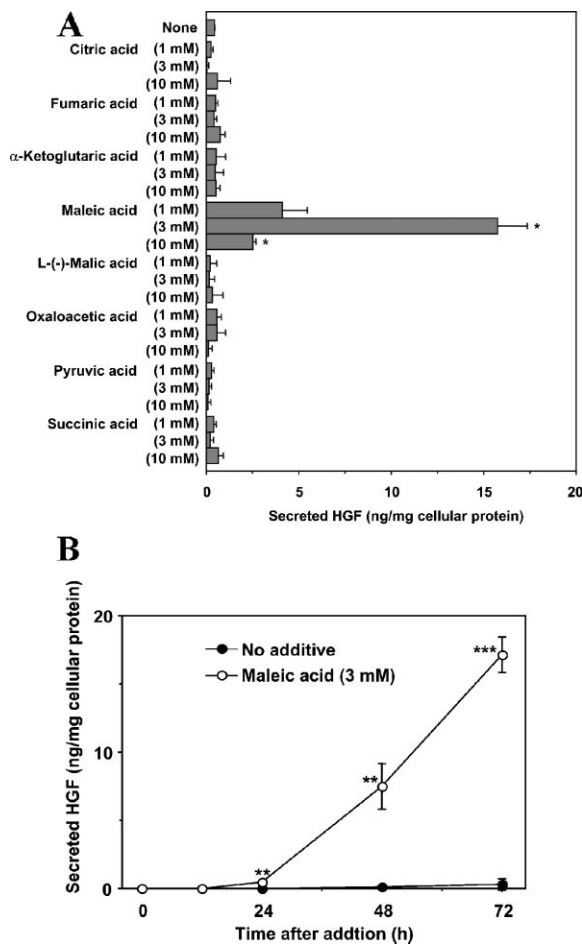 A
None
Citric acid (1 mM)
(3 mM)
(10 mM)
Fumaric acid (1 mM)
(3 mM)
(10 mM)
α-Ketoglutaric acid (1 mM)
(3 mM)
(10 mM)
Maleic acid (1 mM)
(3 mM) *
(10 mM) *
L-(-)-Malic acid (1 mM)
(3 mM)
(10 mM)
Oxaloacetic acid (1 mM)
(3 mM)
(10 mM)
Pyruvic acid (1 mM)
(3 mM)
(10 mM)
Succinic acid (1 mM)
(3 mM)
(10 mM)
0 5 10 15 20
Secreted HGF (ng/mg cellular protein)
B
Secreted HGF (ng/mg cellular protein)
20
10
0
No additive
Maleic acid (3 mM)
***
**
**
0 24 48 72
Time after addtion (h)